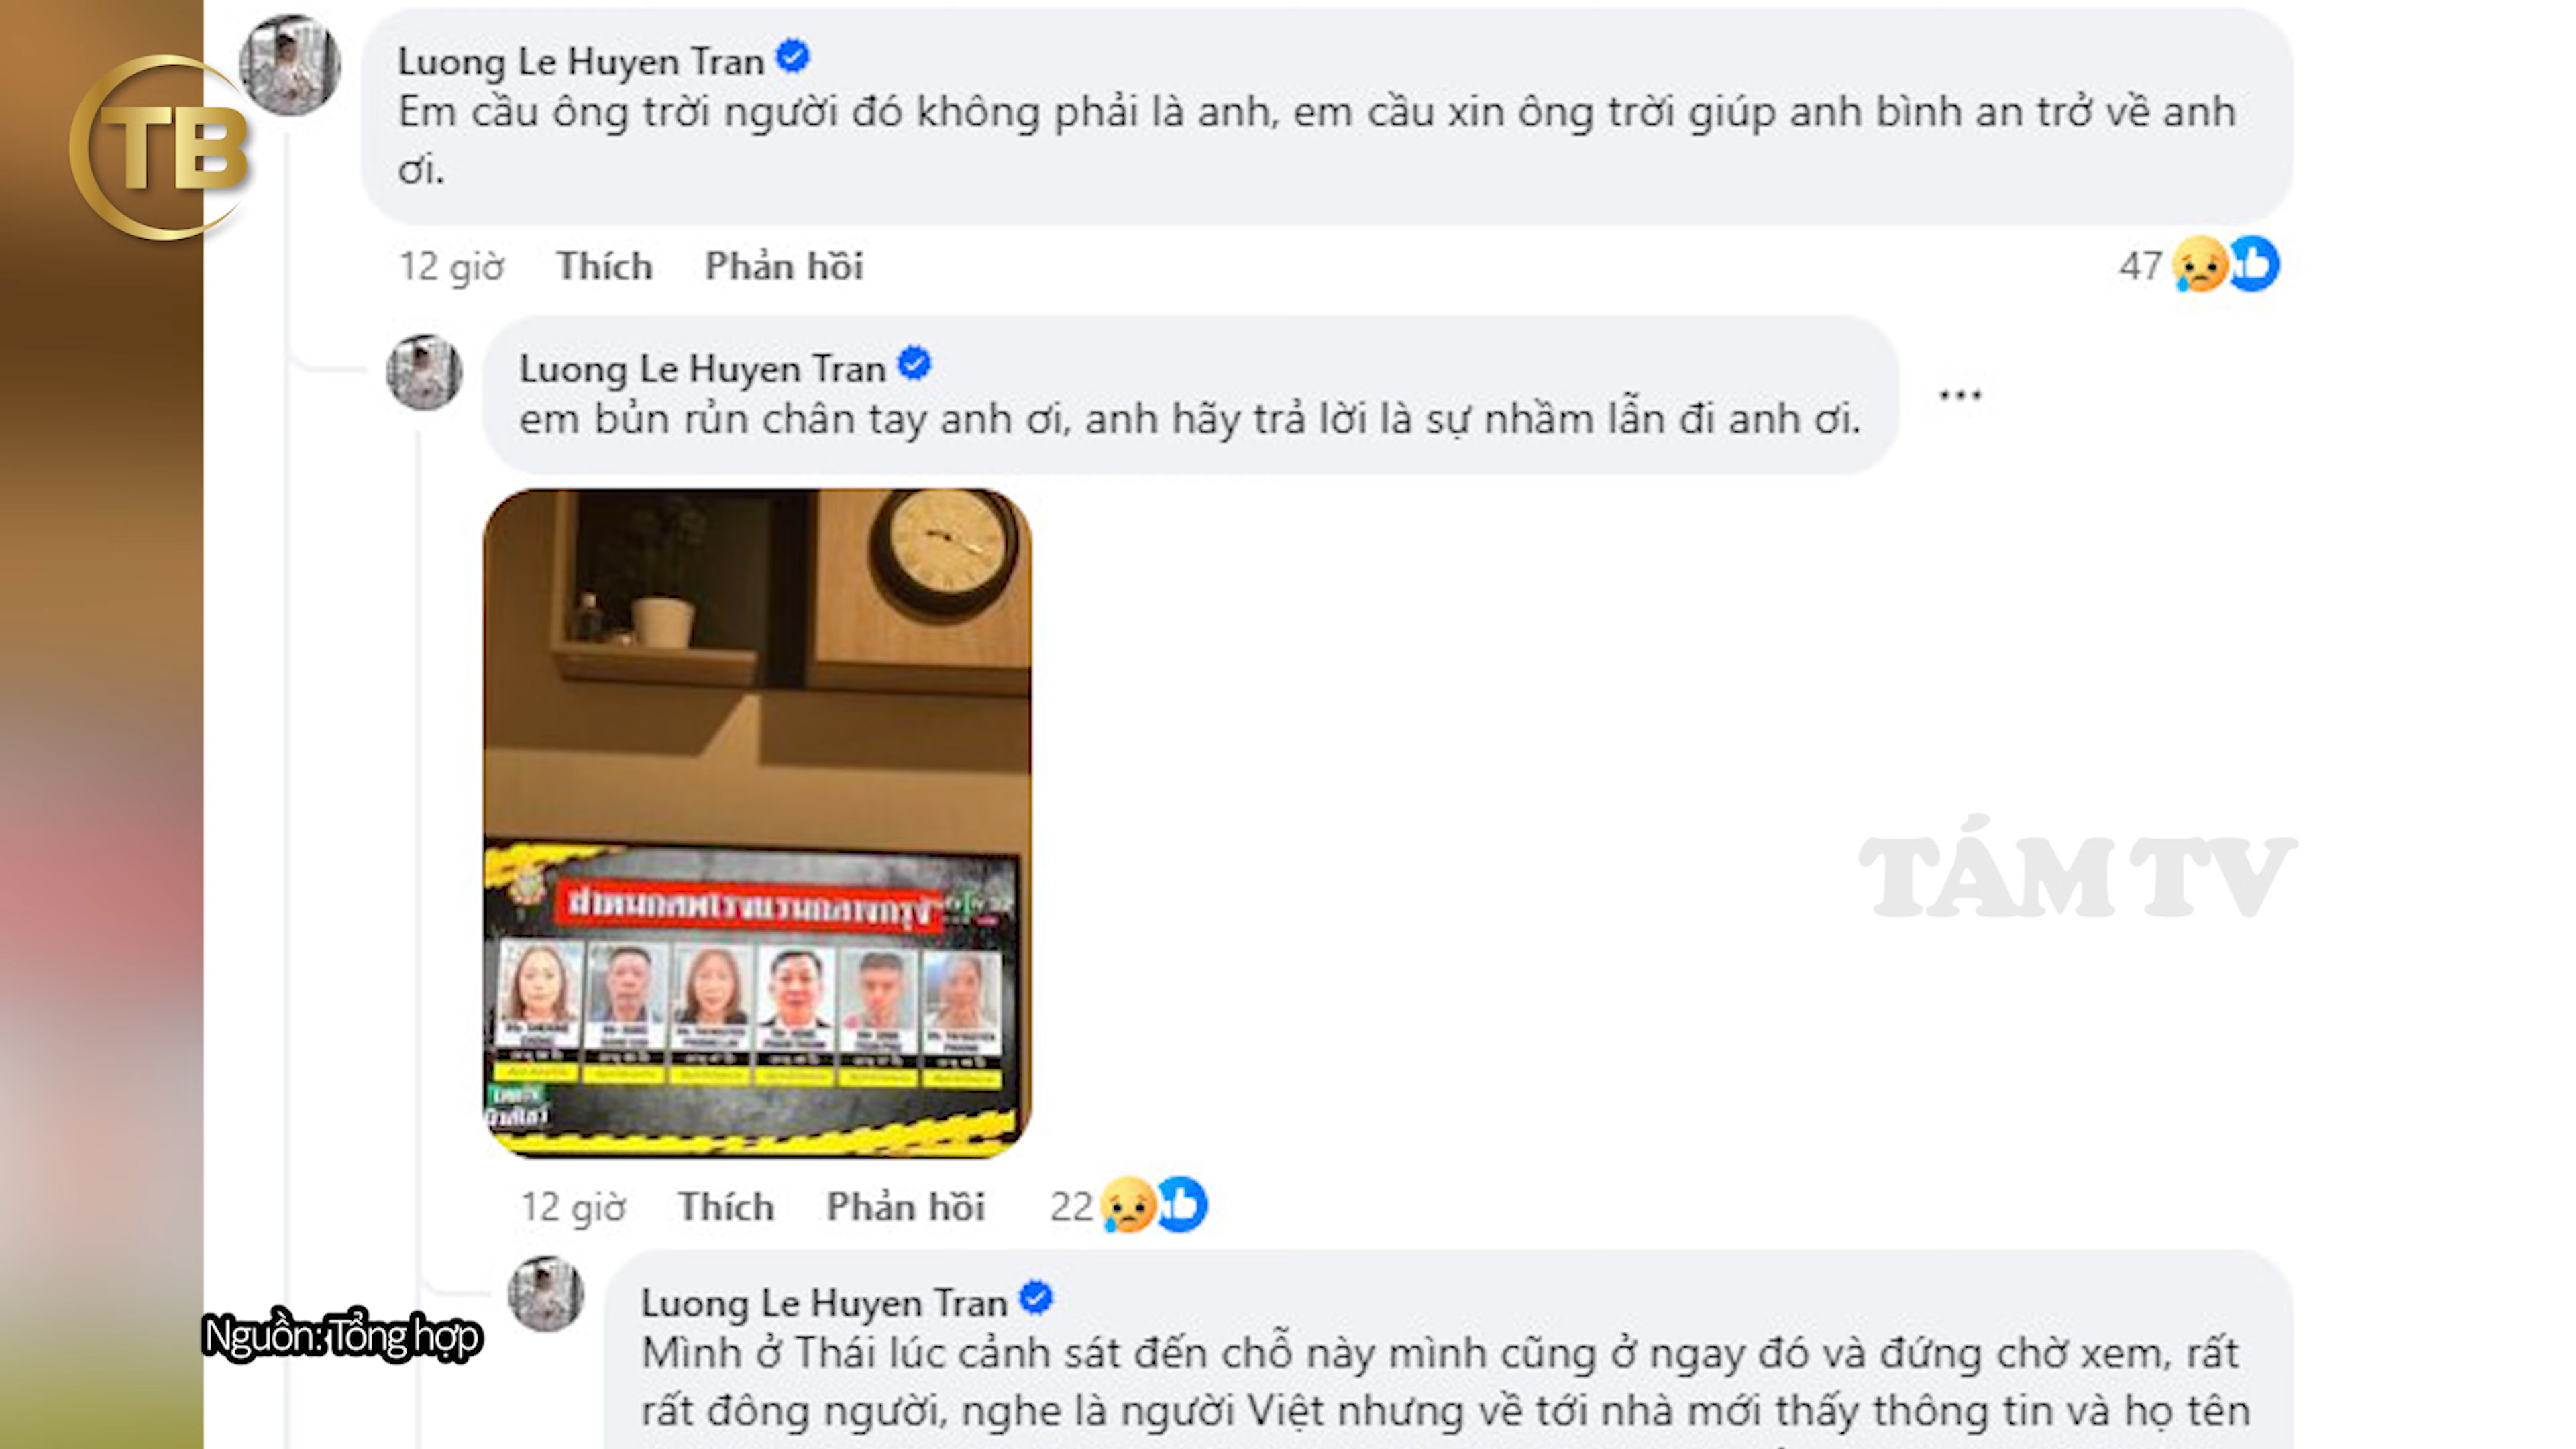 TB
Luong Le Huyen Tran
Em cầu ông trời người đó không phải là anh, em cầu xin ông trời giúp anh bình an trở về anh
ơi.
12 giờ Thích Phản hồi 47
Luong Le Huyen Tran
em bủn rủn chân tay anh ơi, anh hãy trả lời là sự nhầm lẫn đi anh ơi.
TÁM TV
12 giờ Thích Phản hồi 22
Luong Le Huyen Tran
Nguồn: Tổng hợp
Mình ở Thái lúc cảnh sát đến chỗ này mình cũng ở ngay đó và đứng chờ xem, rất
rất đông người, nghe là người Việt nhưng về tới nhà mới thấy thông tin và họ tên